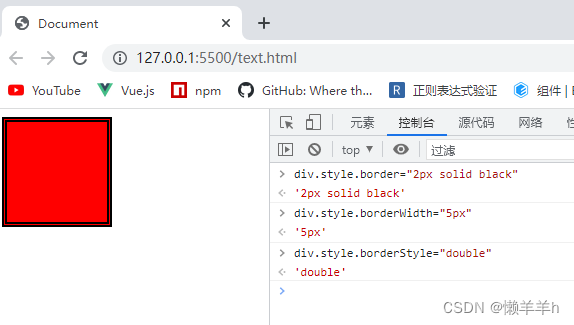 Document
127.0.0.1:5500/text.html
YouTube Vue.js npm GitHub: Where th... R 正则表达式验证 组件 | E
元素 控制台 源代码 网络
top 过滤
div.style.border="2px solid black"
'2px solid black'
div.style.borderWidth="5px"
'5px'
div.style.borderStyle="double"
'double'
CSDN @懒羊羊h